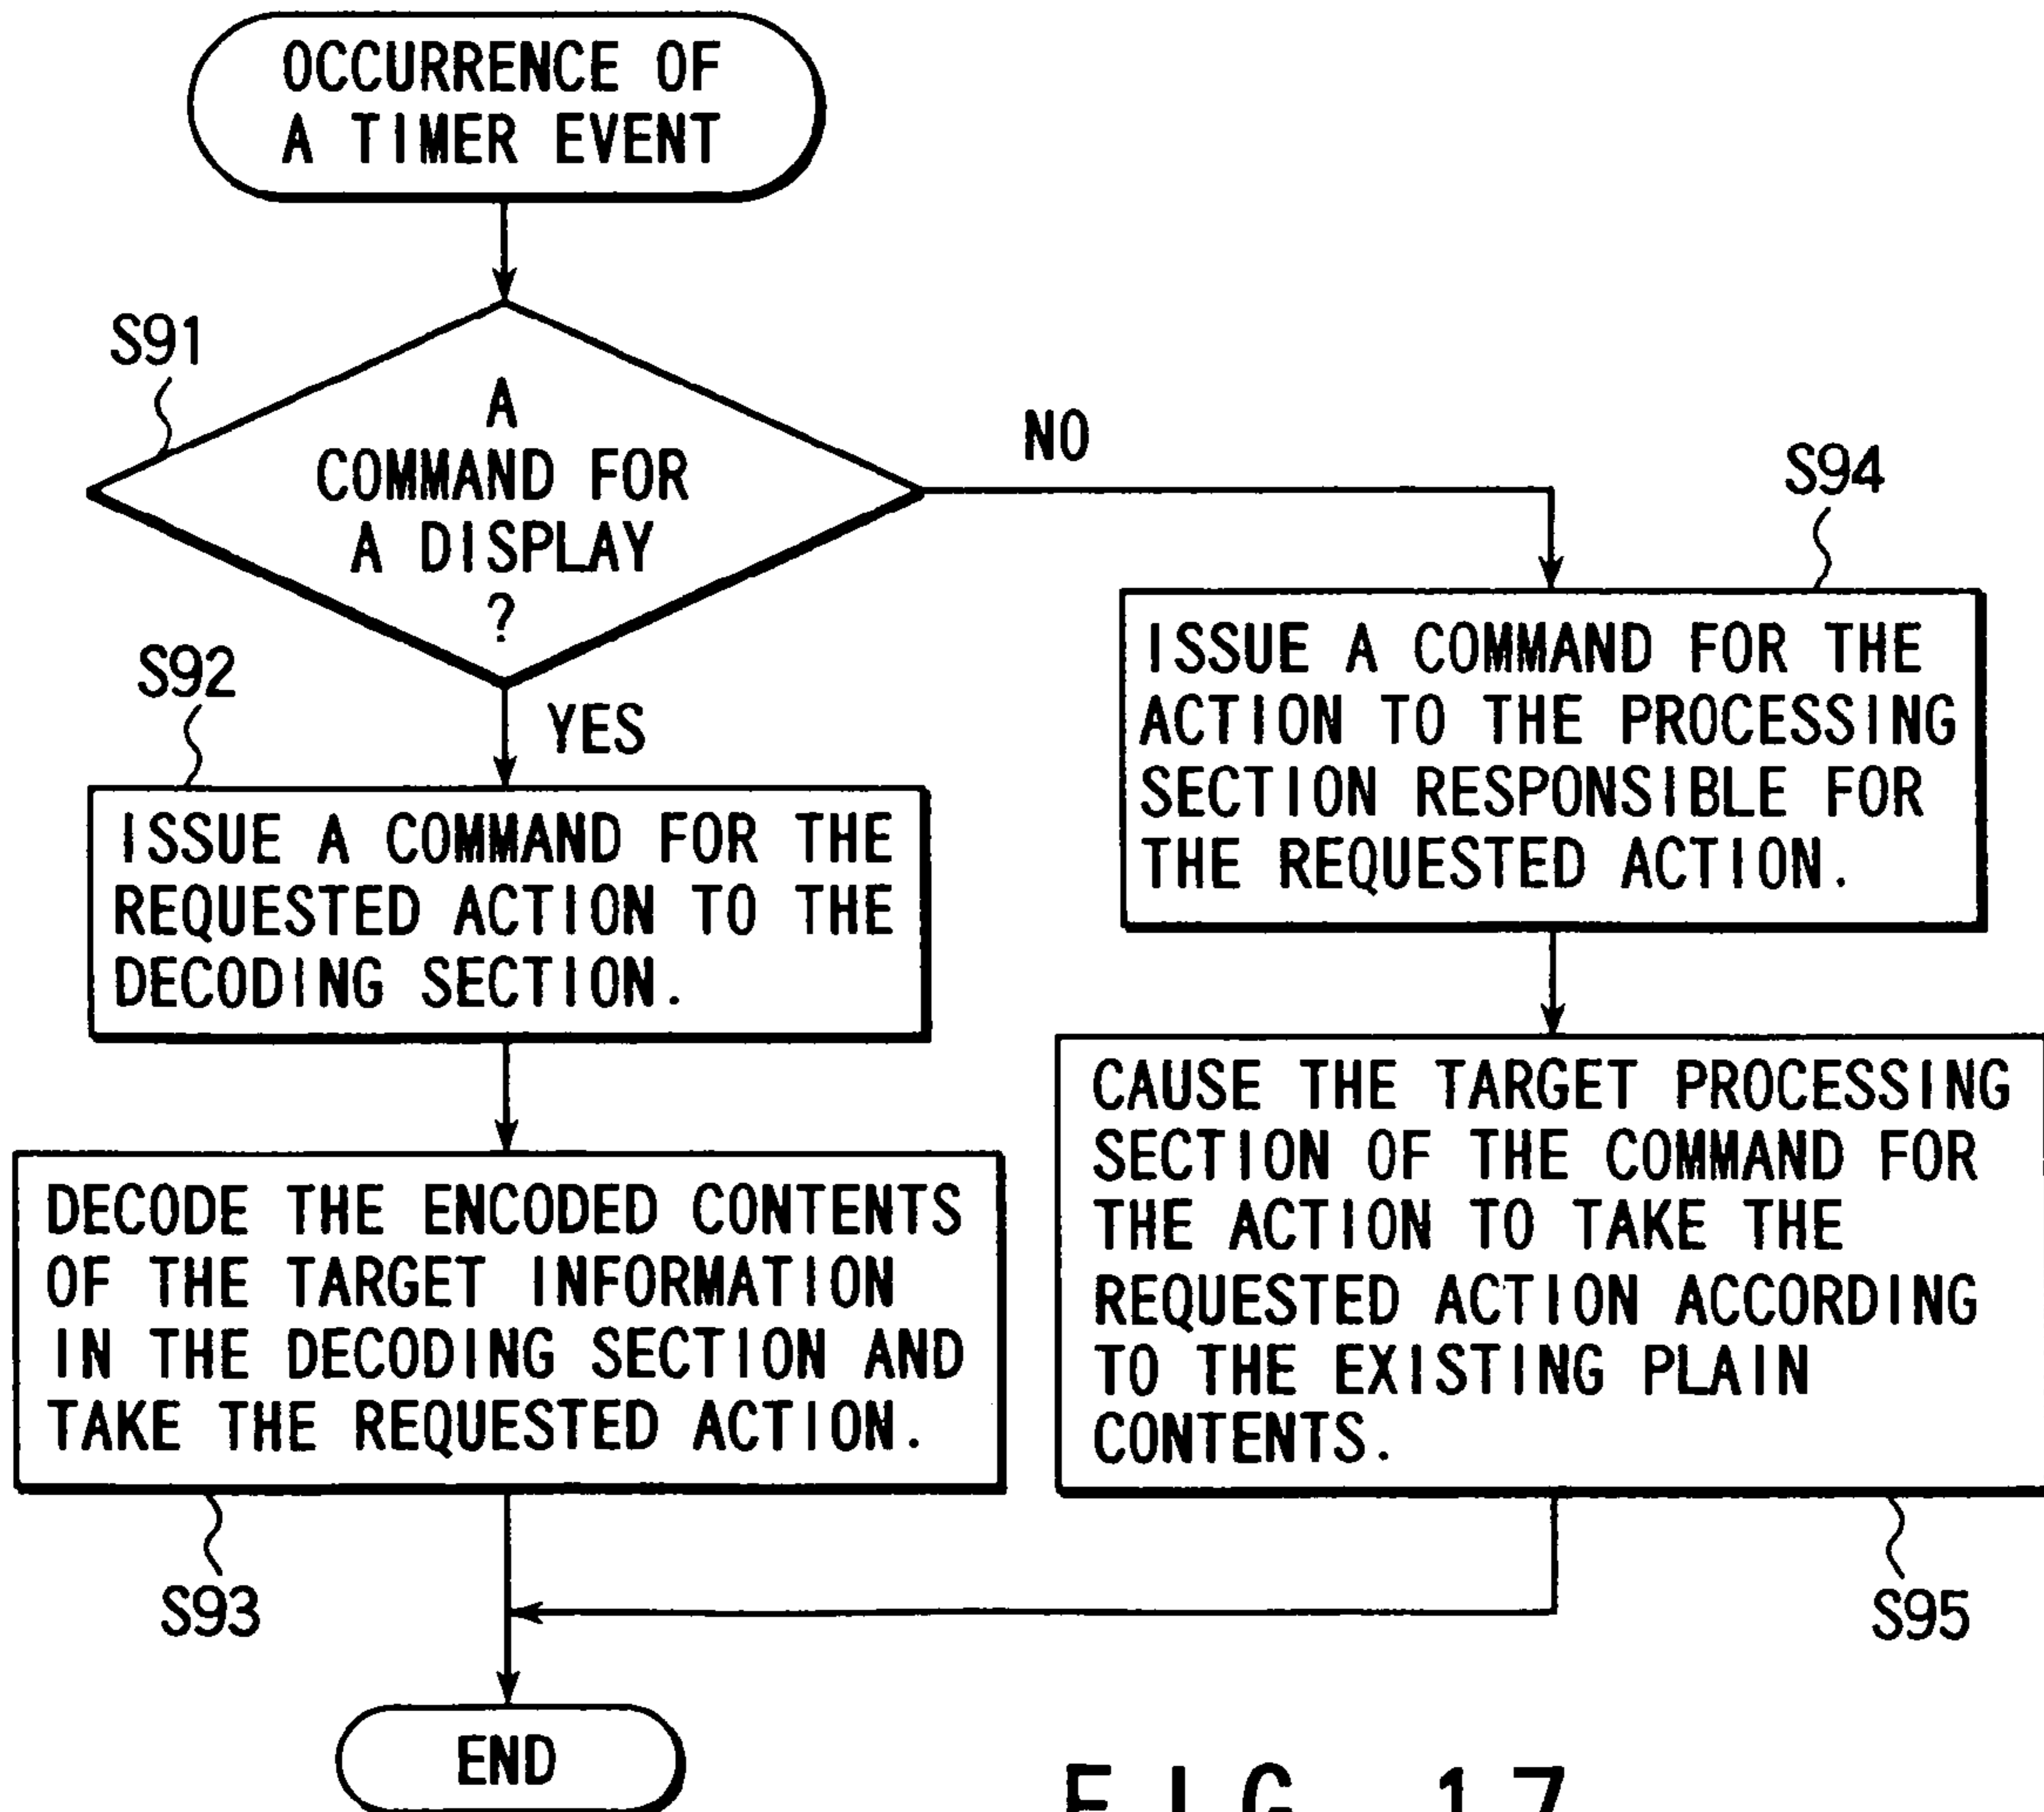 OCCURRENCE OF
A TIMER EVENT
S91
A
COMMAND FOR
A DISPLAY
?
NO
S94
S92
YES
ISSUE A COMMAND FOR THE
REQUESTED ACTION TO THE
DECODING SECTION.
ISSUE A COMMAND FOR THE
ACTION TO THE PROCESSING
SECTION RESPONSIBLE FOR
THE REQUESTED ACTION.
DECODE THE ENCODED CONTENTS
OF THE TARGET INFORMATION
IN THE DECODING SECTION AND
TAKE THE REQUESTED ACTION.
CAUSE THE TARGET PROCESSING
SECTION OF THE COMMAND FOR
THE ACTION TO TAKE THE
REQUESTED ACTION ACCORDING
TO THE EXISTING PLAIN
CONTENTS.
S93
S95
END
FIG. 17